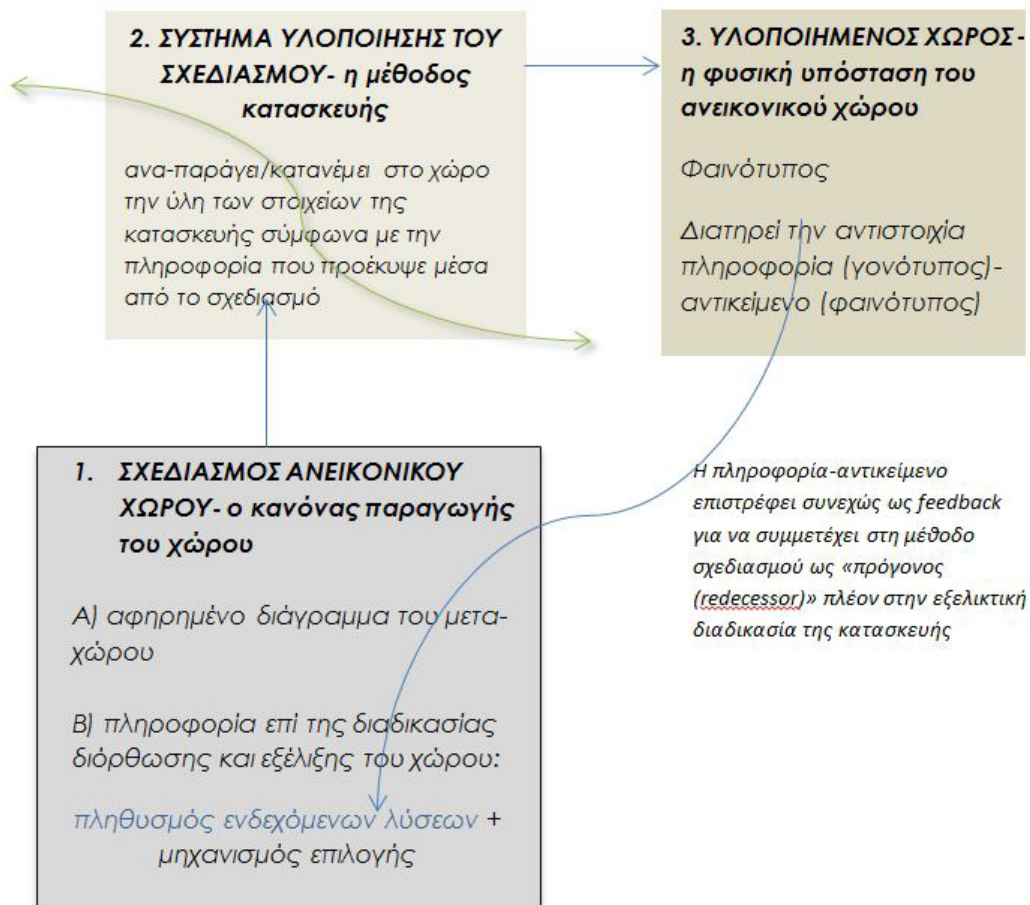 2. ΣΥΣΤΗΜΑ ΥΛΟΠΟΙΗΣΗΣ ΤΟΥ
ΣΧΕΔΙΑΣΜΟΥ- η μέθοδος
κατασκευής
ανα-παράγει/κατανέμει στο χώρο
την ύλη των στοιχείων της
κατασκευής σύμφωνα με την
πληροφορία που προέκυψε μέσα
από το σχεδιασμό
3. ΥΛΟΠΟΙΗΜΕΝΟΣ ΧΩΡΟΣ-
η φυσική υπόσταση του
ανεικονικού χώρου
Φαινότυπος
Διατηρεί την αντιστοιχία
πληροφορία (γονότυπος)-
αντικείμενο (φαινότυπος)
1. ΣΧΕΔΙΑΣΜΟΣ ΑΝΕΙΚΟΝΙΚΟΥ
ΧΩΡΟΥ- ο κανόνας παραγωγής
του χώρου
Α) αφηρημένο διάγραμμα του μετα-
χώρου
Β) πληροφορία επί της διαδικασίας
διόρθωσης και εξέλιξης του χώρου:
πληθυσμός ενδεχόμενων λύσεων +
μηχανισμός επιλογής
Η πληροφορία-αντικείμενο
επιστρέφει συνεχώς ως feedback
για να συμμετέχει στη μέθοδο
σχεδιασμού ως «πρόγονος
(redecessor)» πλέον στην εξελικτική
διαδικασία της κατασκευής